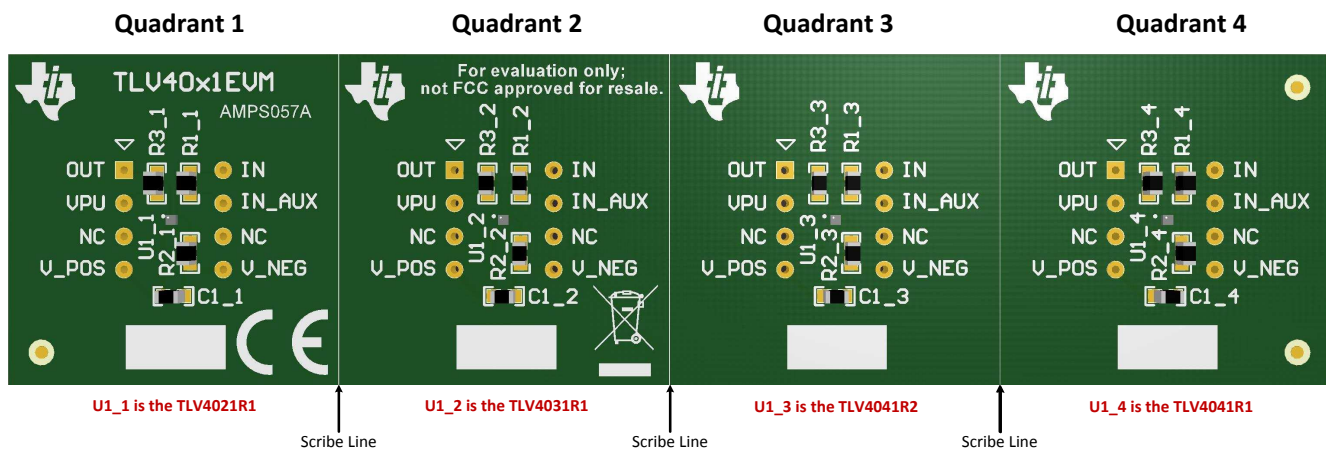 Quadrant 1
Quadrant 2
Quadrant 3
Quadrant 4
TLV40x1EVM
AMPS057A
R3_1
R1_1
OUT
IN
VPU
IN_AUX
U1_1
NC
NC
R2_1
V_POS
V_NEG
C1_1
CE
For evaluation only;
not FCC approved for resale.
R3_2
R1_2
OUT
IN
VPU
IN_AUX
U1_2
NC
NC
R2_2
V_POS
V_NEG
C1_2
R3_3
R1_3
OUT
IN
VPU
IN_AUX
U1_3
NC
NC
R2_3
V_POS
V_NEG
C1_3
R3_4
R1_4
OUT
IN
VPU
IN_AUX
U1_4
NC
NC
R2_4
V_POS
V_NEG
C1_4
U1_1 is the TLV4021R1
U1_2 is the TLV4031R1
U1_3 is the TLV4041R2
U1_4 is the TLV4041R1
Scribe Line
Scribe Line
Scribe Line